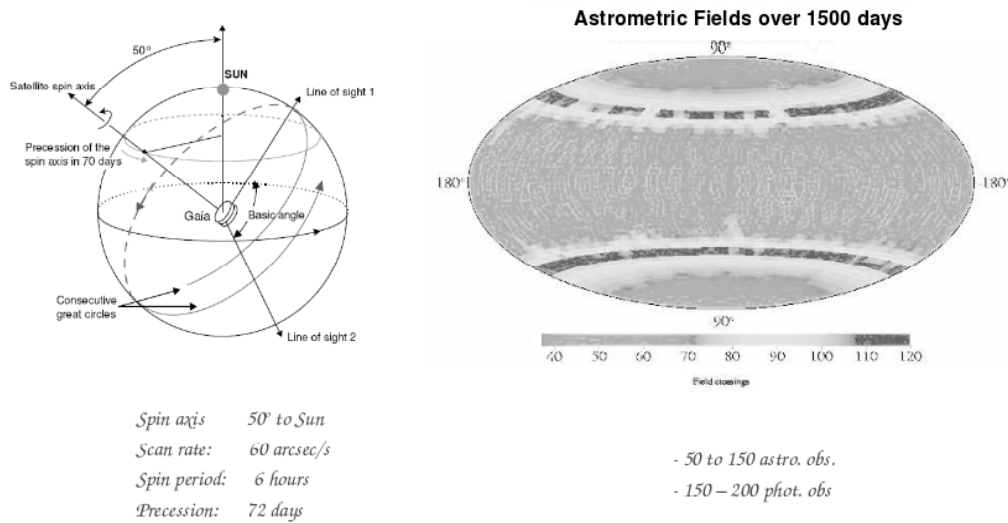 50°
SUN
Satellite spin axis
Line of sight 1
Precession of the
spin axis in 70 days
Gaia
Basic angle
Consecutive
great circles
Line of sight 2
Spin axis 50° to Sun
Scan rate: 60 arcsec/s
Spin period: 6 hours
Precession: 72 days
Astrometric Fields over 1500 days
90°
180°
-180°
-90°
40 50 60 70 80 90 100 110 120
Field crossings
- 50 to 150 astro. obs.
- 150 – 200 phot. obs